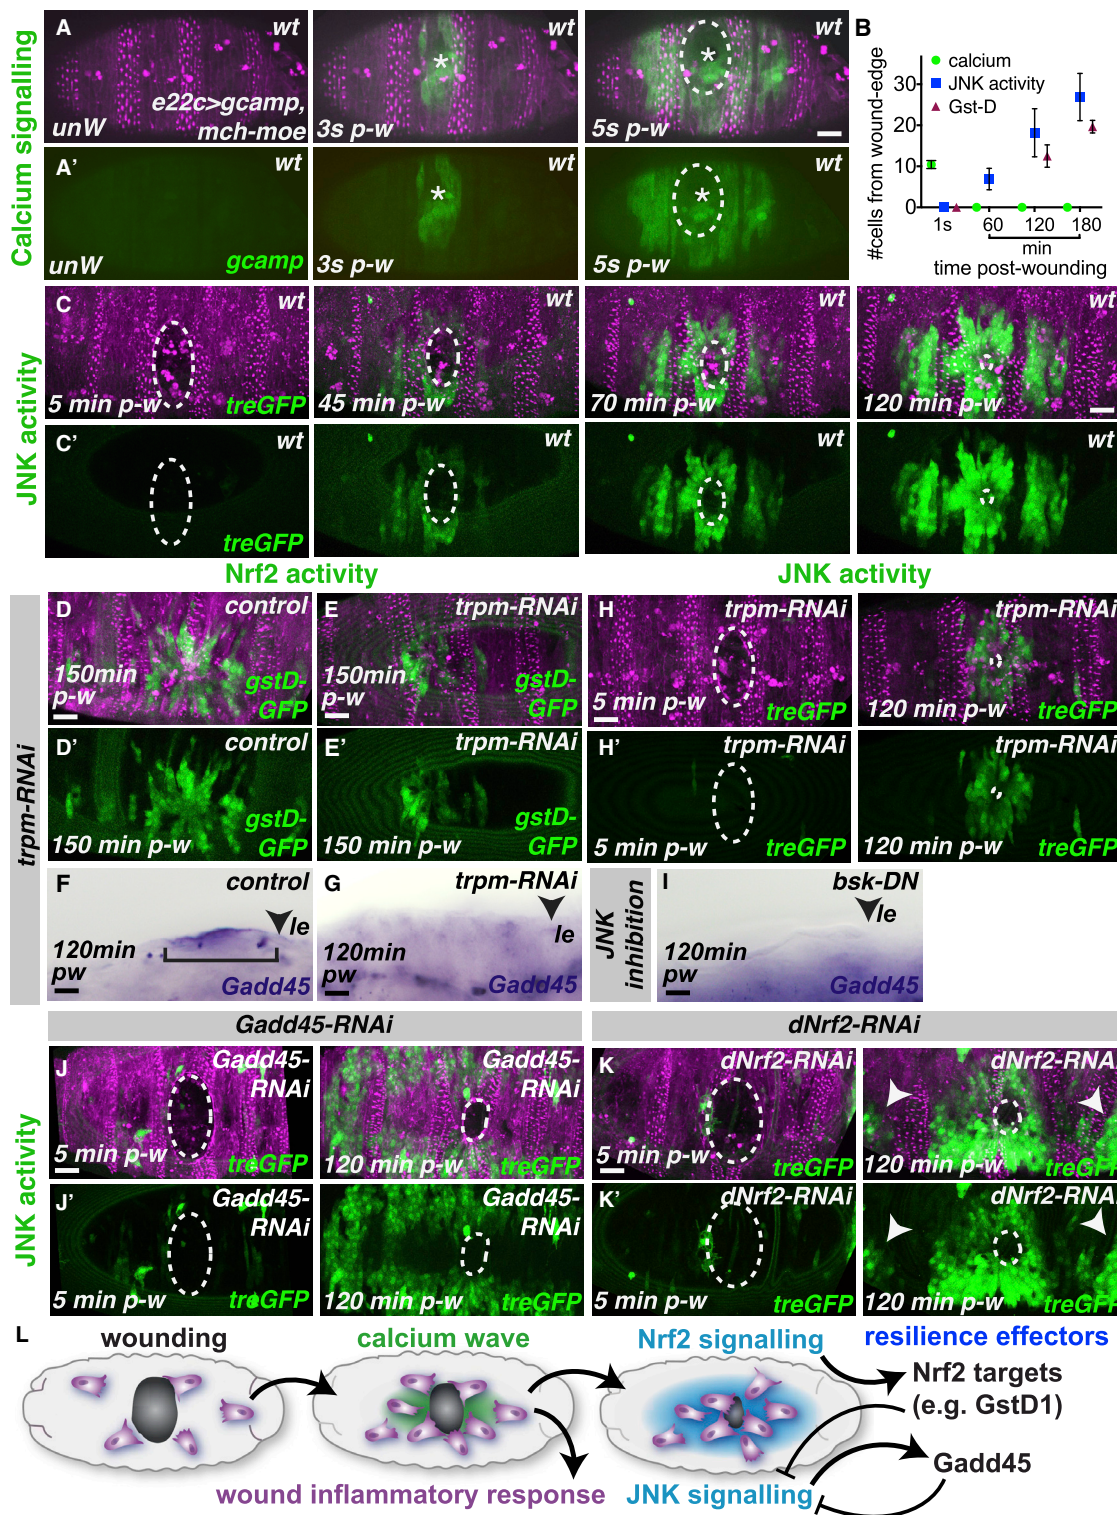 Calcium signalling
A
wt
e22c>gcamp,
mch-moe
unW
wt
3s p-w
*
wt
5s p-w
*
A'
wt
unW
gcamp
wt
3s p-w
*
wt
5s p-w
*
B
calcium
JNK activity
Gst-D
#cells from wound-edge
30
20
10
0
1s
60
120
180
min
time post-wounding
JNK activity
C
wt
5 min p-w
treGFP
wt
45 min p-w
wt
70 min p-w
wt
120 min p-w
C'
wt
treGFP
wt
wt
wt
Nrf2 activity
JNK activity
trpm-RNAi
D
control
150min
p-w
gstD-
GFP
E
trpm-RNAi
150min
p-w
gstD-
GFP
H
trpm-RNAi
5 min p-w
treGFP
trpm-RNAi
120 min p-w
treGFP
D'
control
150 min p-w
gstD-
GFP
E'
trpm-RNAi
150 min p-w
gstD-
GFP
H'
trpm-RNAi
5 min p-w
treGFP
trpm-RNAi
120 min p-w
treGFP
F
control
le
120min
pw
Gadd45
G
trpm-RNAi
le
120min
pw
Gadd45
JNK
inhibition
I
bsk-DN
le
120min
pw
Gadd45
Gadd45-RNAi
dNrf2-RNAi
JNK activity
J
Gadd45-
RNAi
5 min p-w
treGFP
Gadd45-
RNAi
120 min p-w
treGFP
K
dNrf2-RNAi
5 min p-w
treGFP
dNrf2-RNAi
120 min p-w
treGFP
J'
Gadd45-
RNAi
5 min p-w
treGFP
Gadd45-
RNAi
120 min p-w
treGFP
K'
dNrf2-RNAi
5 min p-w
treGFP
dNrf2-RNAi
120 min p-w
treGFP
L
wounding
calcium wave
Nrf2 signalling
resilience effectors
Nrf2 targets
(e.g. GstD1)
Gadd45
wound inflammatory response
JNK signalling